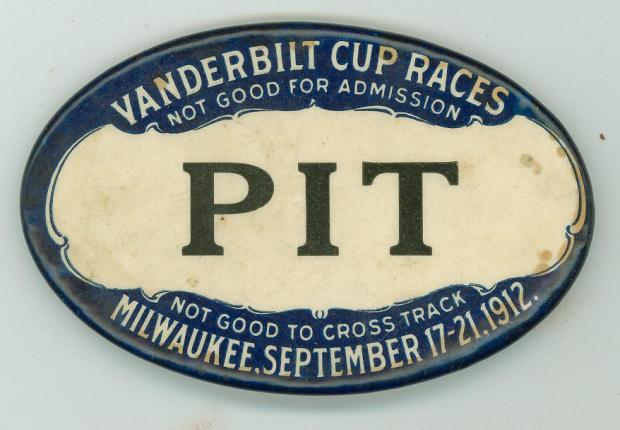 VANDERBILT CUP RACES
NOT GOOD FOR ADMISSION
PIT
NOT GOOD TO CROSS TRACK
MILWAUKEE, SEPTEMBER 17-21, 1912.